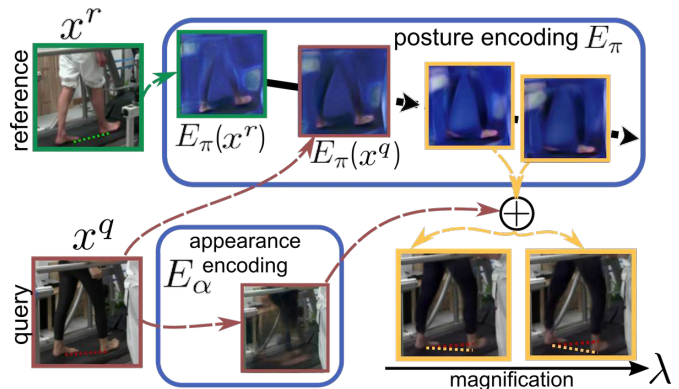 x^r
reference
posture encoding E_π
E_π(x^r)
E_π(x^q)
x^q
query
appearance
encoding
E_α
magnification
λ